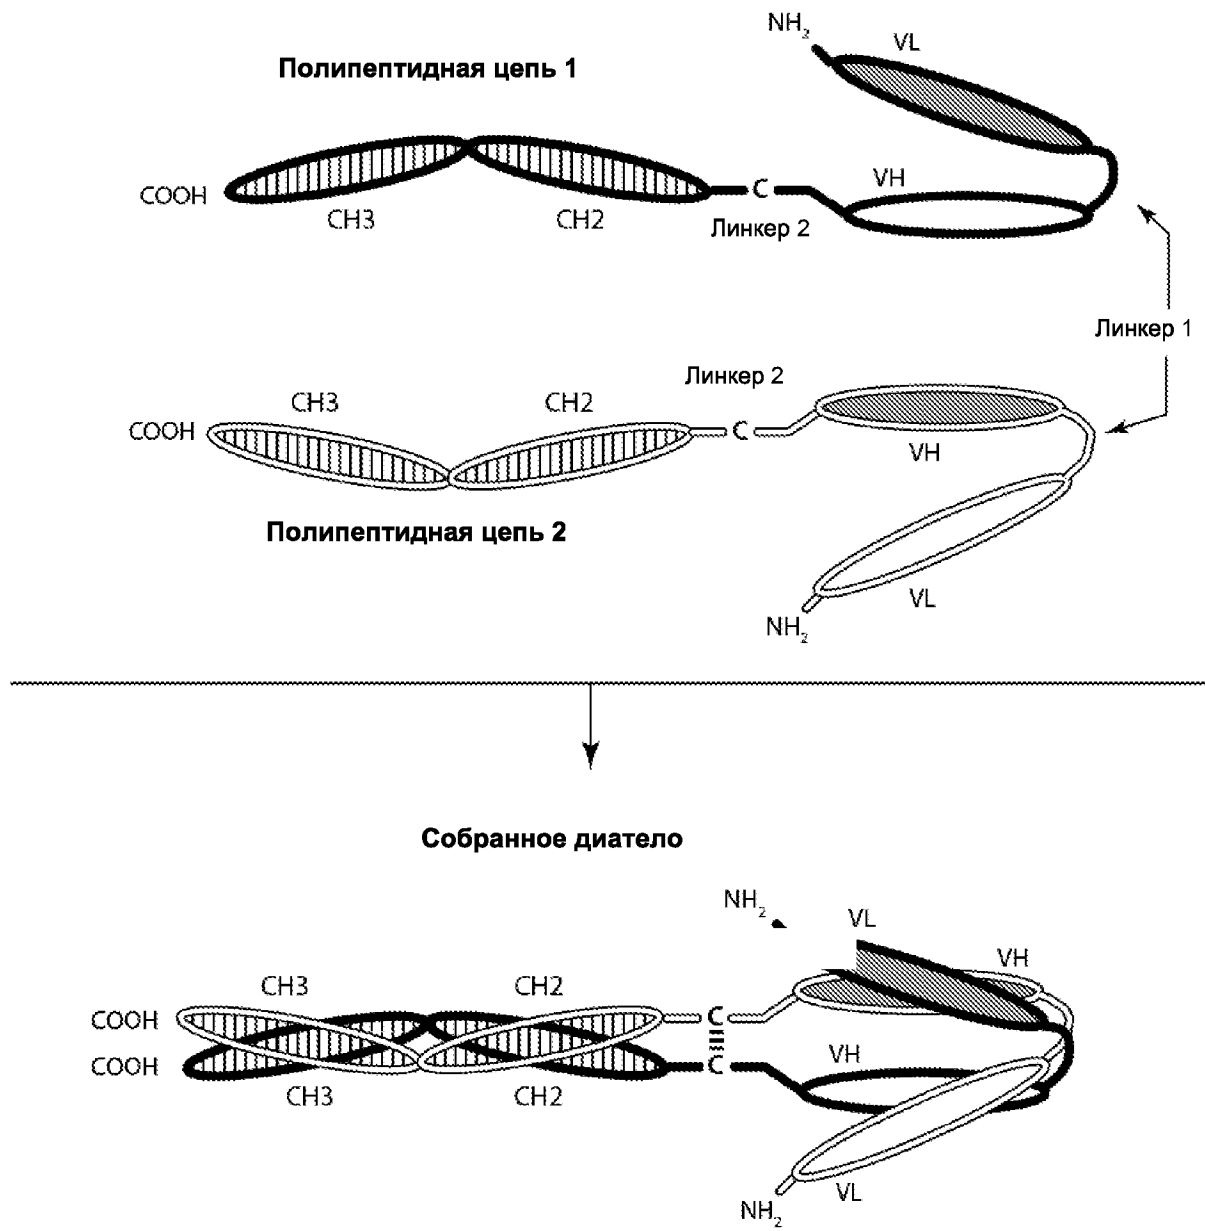 NH2
VL
Полипептидная цепь 1
COOH
CH3
CH2
C
VH
Линкер 2
Линкер 1
Линкер 2
CH3
CH2
COOH
C
VH
Полипептидная цепь 2
VL
NH2
Собранное диатело
NH2
VL
VH
CH3
CH2
COOH
C
COOH
C
VH
CH3
CH2
VL
NH2